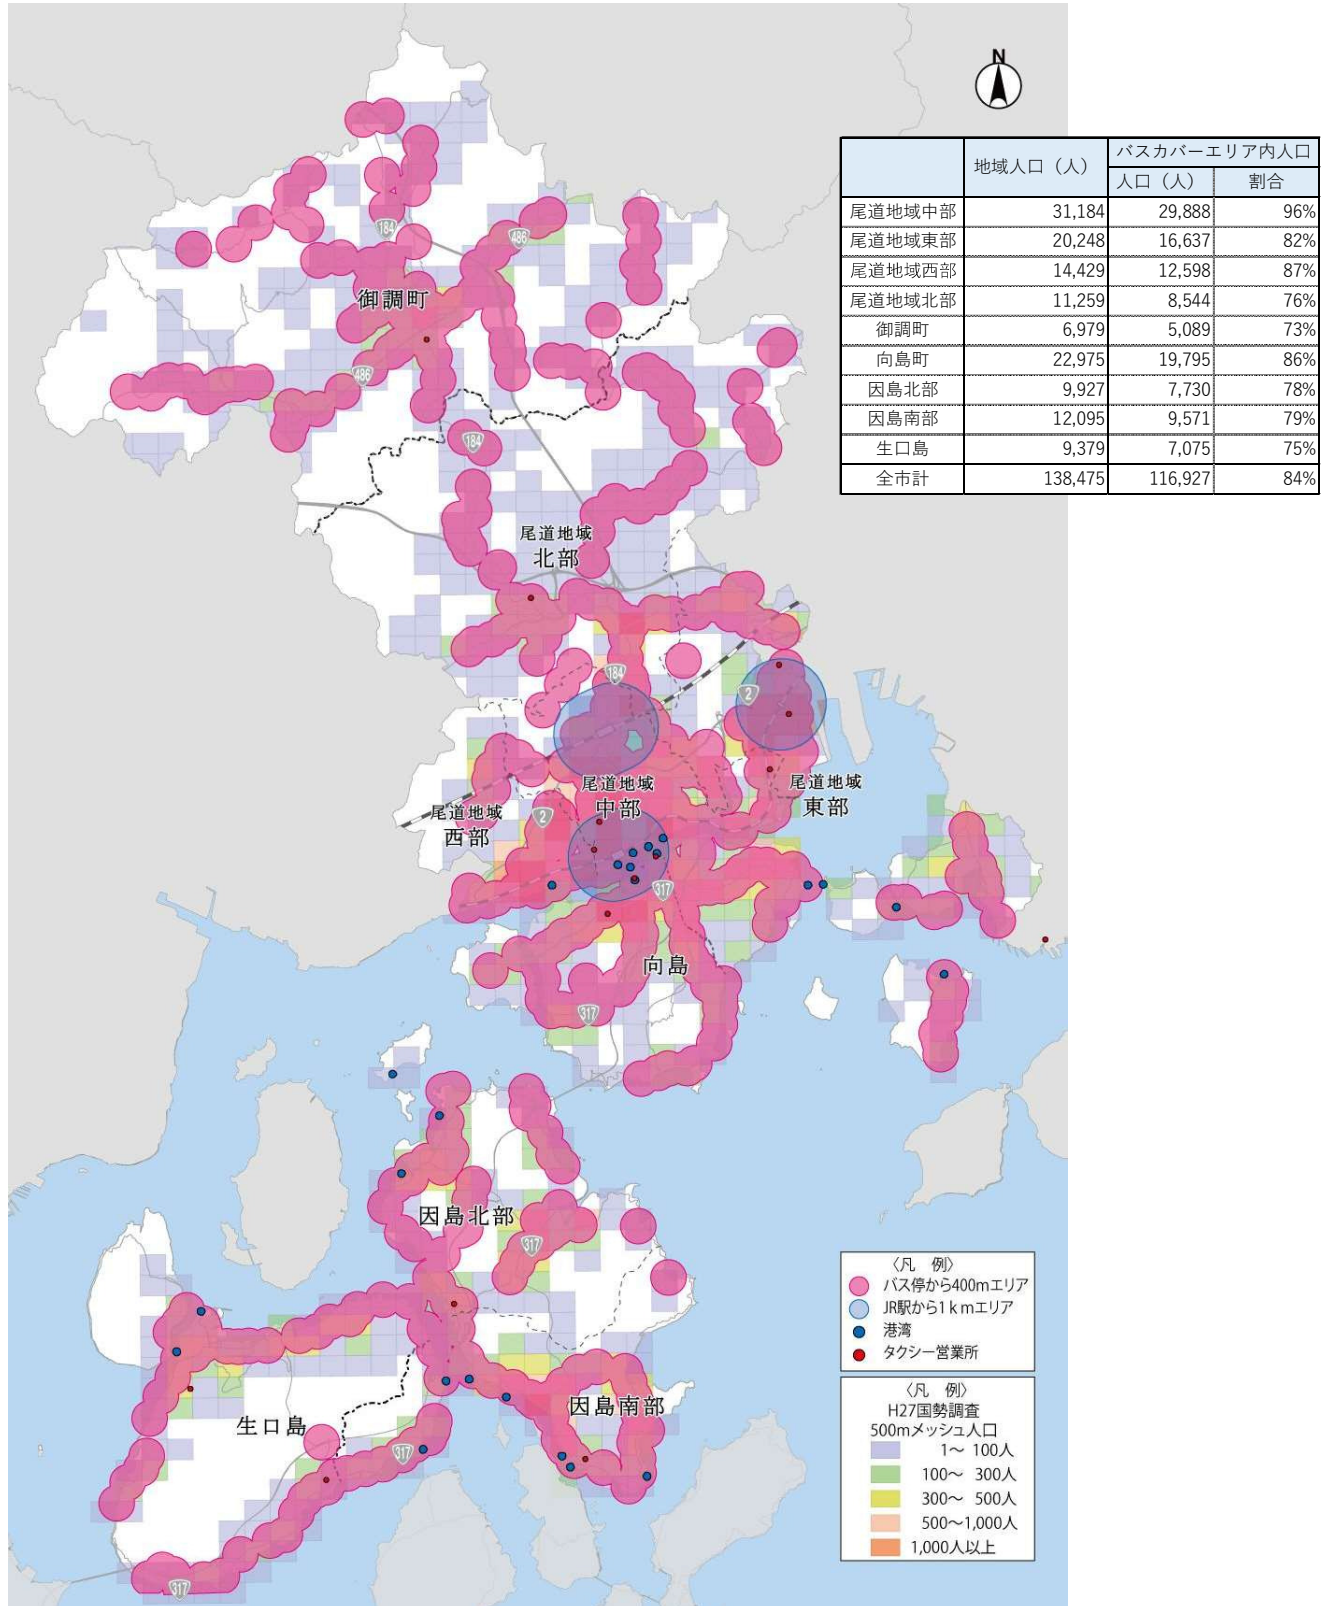 N
地域人口（人）
バスカバーエリア内人口
人口（人） 割合
尾道地域中部 31,184 29,888 96%
尾道地域東部 20,248 16,637 82%
尾道地域西部 14,429 12,598 87%
尾道地域北部 11,259 8,544 76%
御調町 6,979 5,089 73%
向島町 22,975 19,795 86%
因島北部 9,927 7,730 78%
因島南部 12,095 9,571 79%
生口島 9,379 7,075 75%
全市計 138,475 116,927 84%
184
486
御調町
486
184
尾道地域
北部
184
2
尾道地域
中部
尾道地域
東部
尾道地域
西部
2
317
向島
317
因島北部
317
因島南部
生口島
317
317
〈凡 例〉
バス停から400mエリア
JR駅から1ｋｍエリア
港湾
タクシー営業所
〈凡 例〉
H27国勢調査
500mメッシュ人口
1〜 100人
100〜 300人
300〜 500人
500〜1,000人
1,000人以上